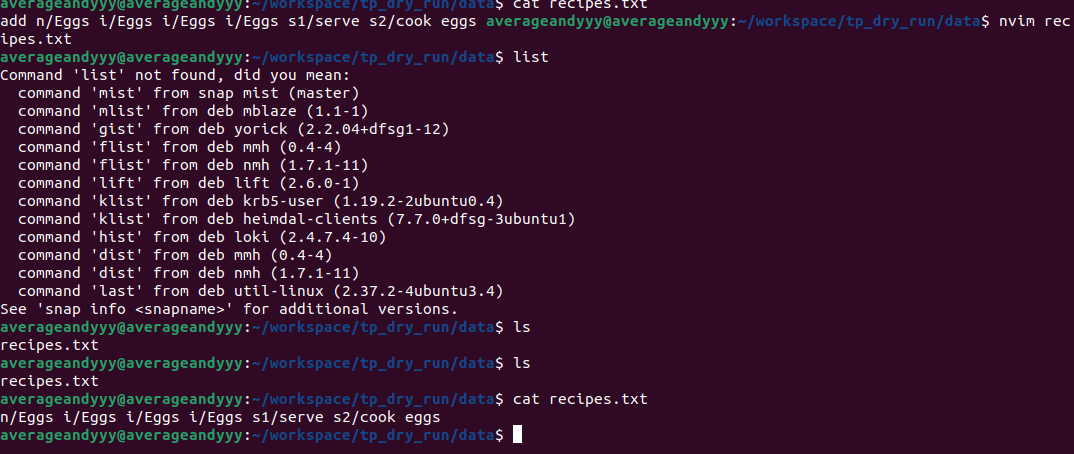 averageandyyy@averageandyyy:~/workspace/tp_dry_run/data$ cat recipes.txt
add n/Eggs i/Eggs i/Eggs i/Eggs s1/serve s2/cook eggs averageandyyy@averageandyyy:~/workspace/tp_dry_run/data$ nvim rec
ipes.txt
averageandyyy@averageandyyy:~/workspace/tp_dry_run/data$ list
Command 'list' not found, did you mean:
  command 'mist' from snap mist (master)
  command 'mlist' from deb mblaze (1.1-1)
  command 'gist' from deb yorick (2.2.04+dfsg1-12)
  command 'flist' from deb mmh (0.4-4)
  command 'flist' from deb nmh (1.7.1-11)
  command 'lift' from deb lift (2.6.0-1)
  command 'klist' from deb krb5-user (1.19.2-2ubuntu0.4)
  command 'klist' from deb heimdal-clients (7.7.0+dfsg-3ubuntu1)
  command 'hist' from deb loki (2.4.7.4-10)
  command 'dist' from deb mmh (0.4-4)
  command 'dist' from deb nmh (1.7.1-11)
  command 'last' from deb util-linux (2.37.2-4ubuntu3.4)
See 'snap info <snapname>' for additional versions.
averageandyyy@averageandyyy:~/workspace/tp_dry_run/data$ ls
recipes.txt
averageandyyy@averageandyyy:~/workspace/tp_dry_run/data$ ls
recipes.txt
averageandyyy@averageandyyy:~/workspace/tp_dry_run/data$ cat recipes.txt
n/Eggs i/Eggs i/Eggs i/Eggs s1/serve s2/cook eggs
averageandyyy@averageandyyy:~/workspace/tp_dry_run/data$